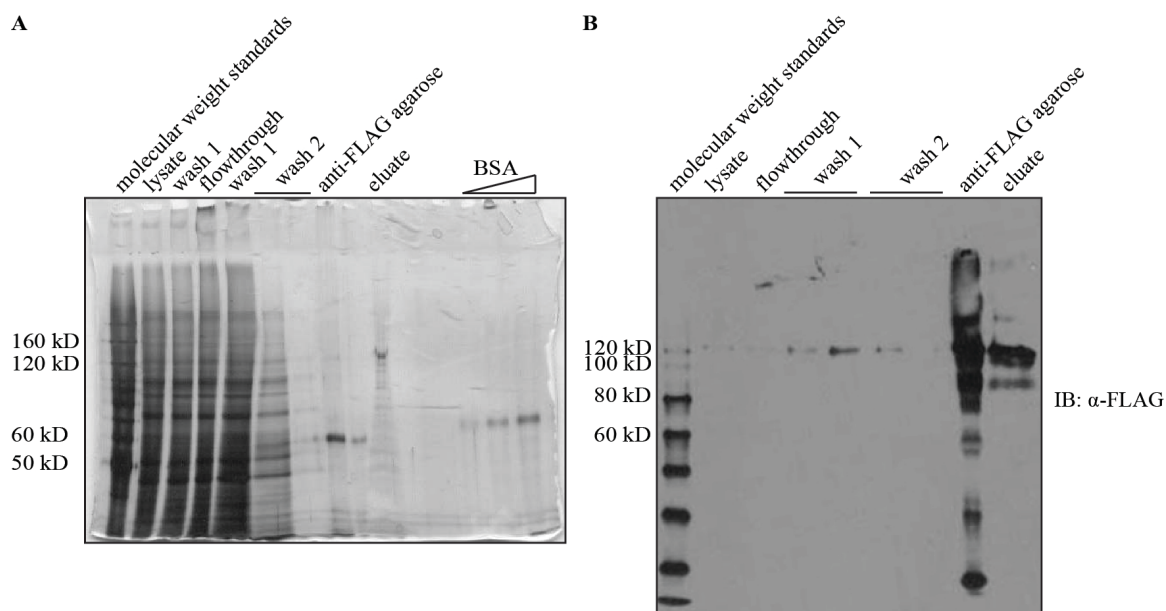 A
molecular weight standards
lysate
wash 1
flowthrough
wash 1
wash 2
anti-FLAG agarose
eluate
BSA
160 kD
120 kD
60 kD
50 kD
B
molecular weight standards
lysate
flowthrough
wash 1
wash 2
anti-FLAG agarose
eluate
120 kD
100 kD
80 kD
60 kD
IB: α-FLAG